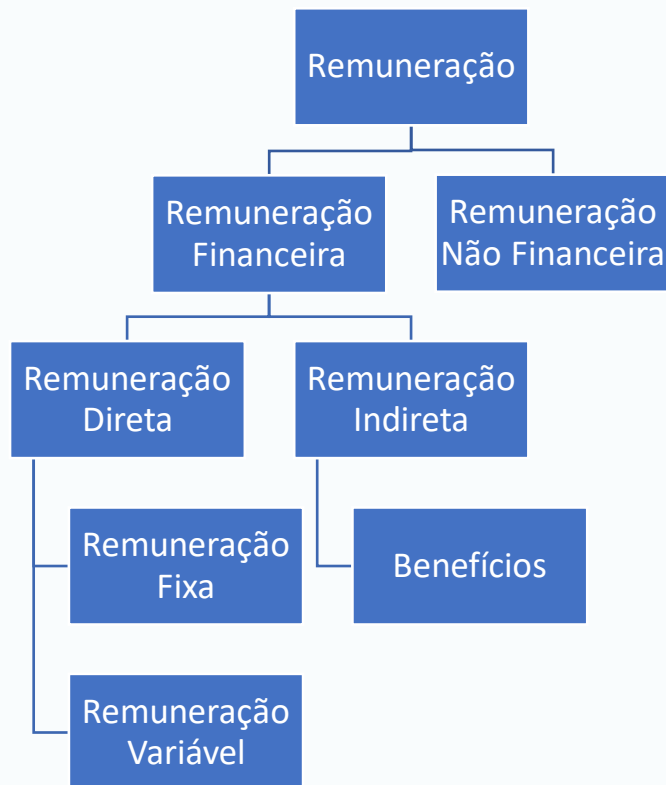 Remuneração
Remuneração
Financeira
Remuneração
Não Financeira
Remuneração
Direta
Remuneração
Indireta
Remuneração
Fixa
Benefícios
Remuneração
Variável